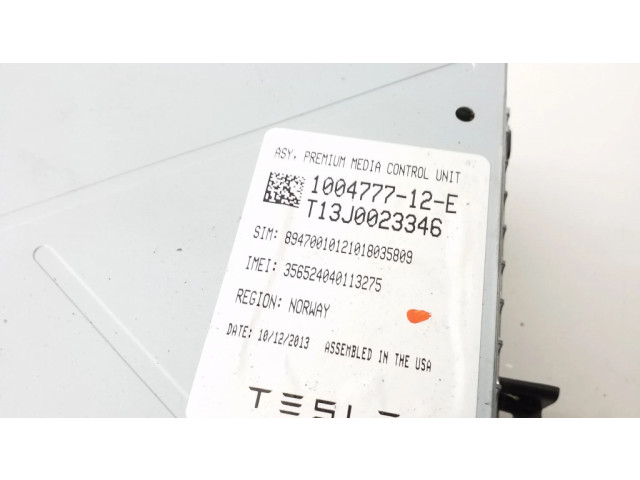 ASY, PREMIUM MEDIA CONTROL UNIT
1004777-12-E
T13J0023346
SIM: 89470010121018035809
IMEI: 356524040113275
REGION: NORWAY
DATE: 10/12/2013 ASSEMBLED IN THE USA
TESLA